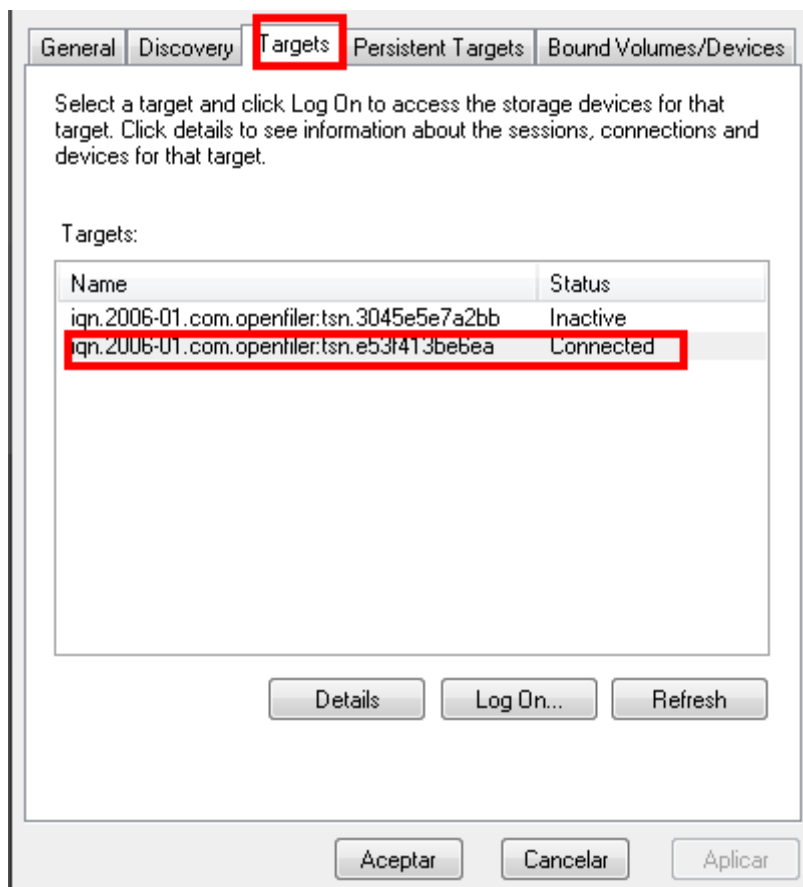 General Discovery Targets Persistent Targets Bound Volumes/Devices
Select a target and click Log On to access the storage devices for that
target. Click details to see information about the sessions, connections and
devices for that target.
Targets:
Name Status
iqn.2006-01.com.openfiler:tsn.3045e5e7a2bb Inactive
iqn.2006-01.com.openfiler:tsn.e53f413be6ea Connected
Details Log On... Refresh
Aceptar Cancelar Aplicar